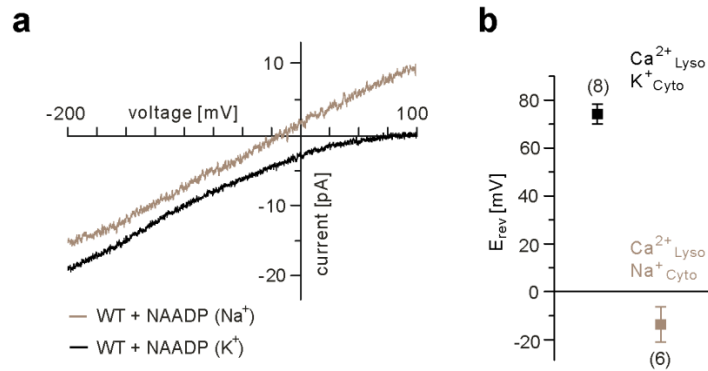 a
10
-200
voltage [mV]
100
-10
-20
current [pA]
WT + NAADP (Na⁺)
WT + NAADP (K⁺)
b
Ca²⁺ Lyso
K⁺ Cyto
(8)
80
60
40
20
0
-20
E_rev [mV]
Ca²⁺ Lyso
Na⁺ Cyto
(6)